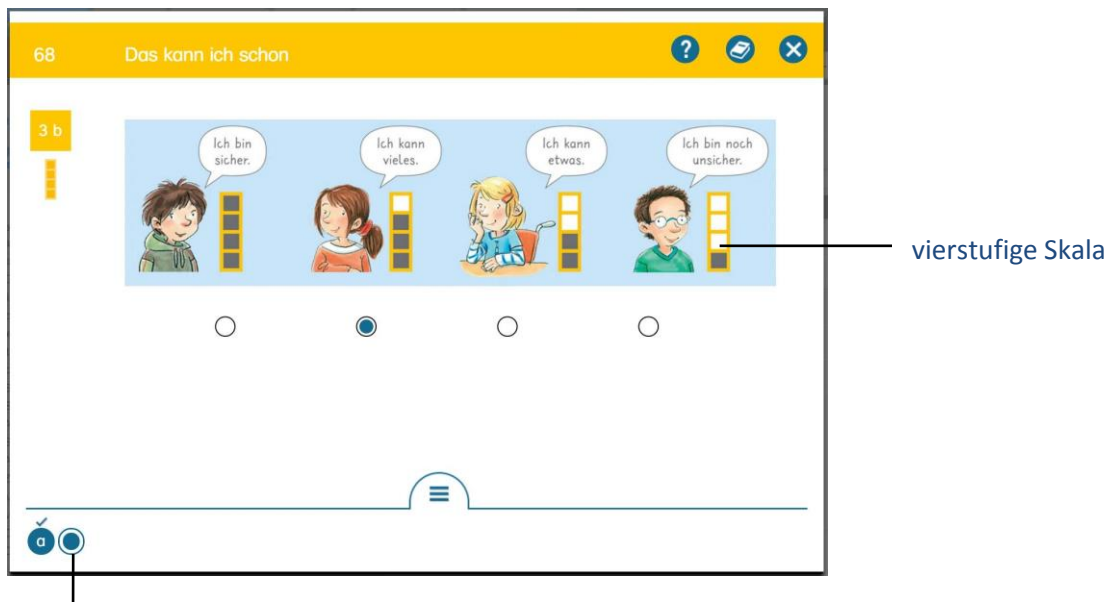 68 Das kann ich schon ?
3 b
Ich bin
sicher.
Ich kann
vieles.
Ich kann
etwas.
Ich bin noch
unsicher.
vierstufige Skala
a